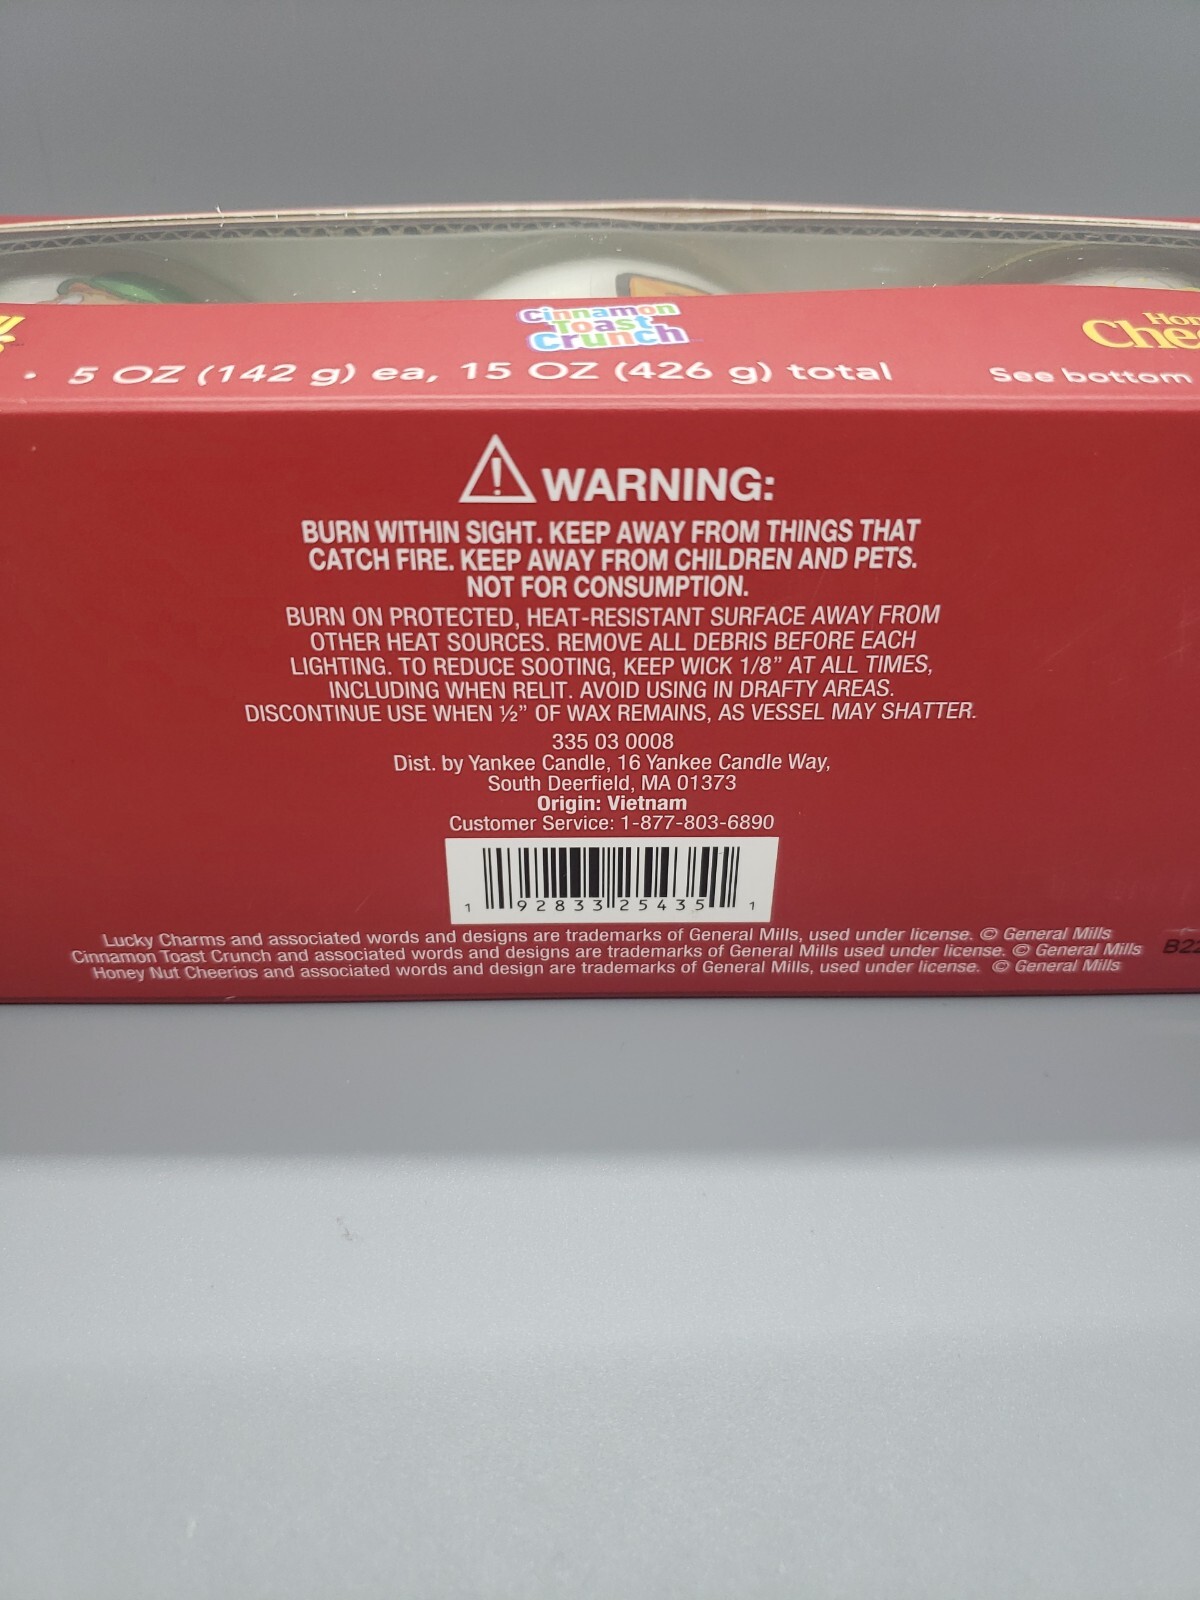 Cinnamon
Toast
Crunch
• 5 OZ (142 g) ea, 15 OZ (426 g) total
See bottom
WARNING:
BURN WITHIN SIGHT. KEEP AWAY FROM THINGS THAT
CATCH FIRE. KEEP AWAY FROM CHILDREN AND PETS.
NOT FOR CONSUMPTION.
BURN ON PROTECTED, HEAT-RESISTANT SURFACE AWAY FROM
OTHER HEAT SOURCES. REMOVE ALL DEBRIS BEFORE EACH
LIGHTING. TO REDUCE SOOTING, KEEP WICK 1/8” AT ALL TIMES,
INCLUDING WHEN RELIT. AVOID USING IN DRAFTY AREAS.
DISCONTINUE USE WHEN ½” OF WAX REMAINS, AS VESSEL MAY SHATTER.
335 03 0008
Dist. by Yankee Candle, 16 Yankee Candle Way,
South Deerfield, MA 01373
Origin: Vietnam
Customer Service: 1-877-803-6890
1 92833 25435 1
Lucky Charms and associated words and designs are trademarks of General Mills, used under license. © General Mills
Cinnamon Toast Crunch and associated words and designs are trademarks of General Mills used under license. © General Mills
Honey Nut Cheerios and associated words and design are trademarks of General Mills, used under license. © General Mills